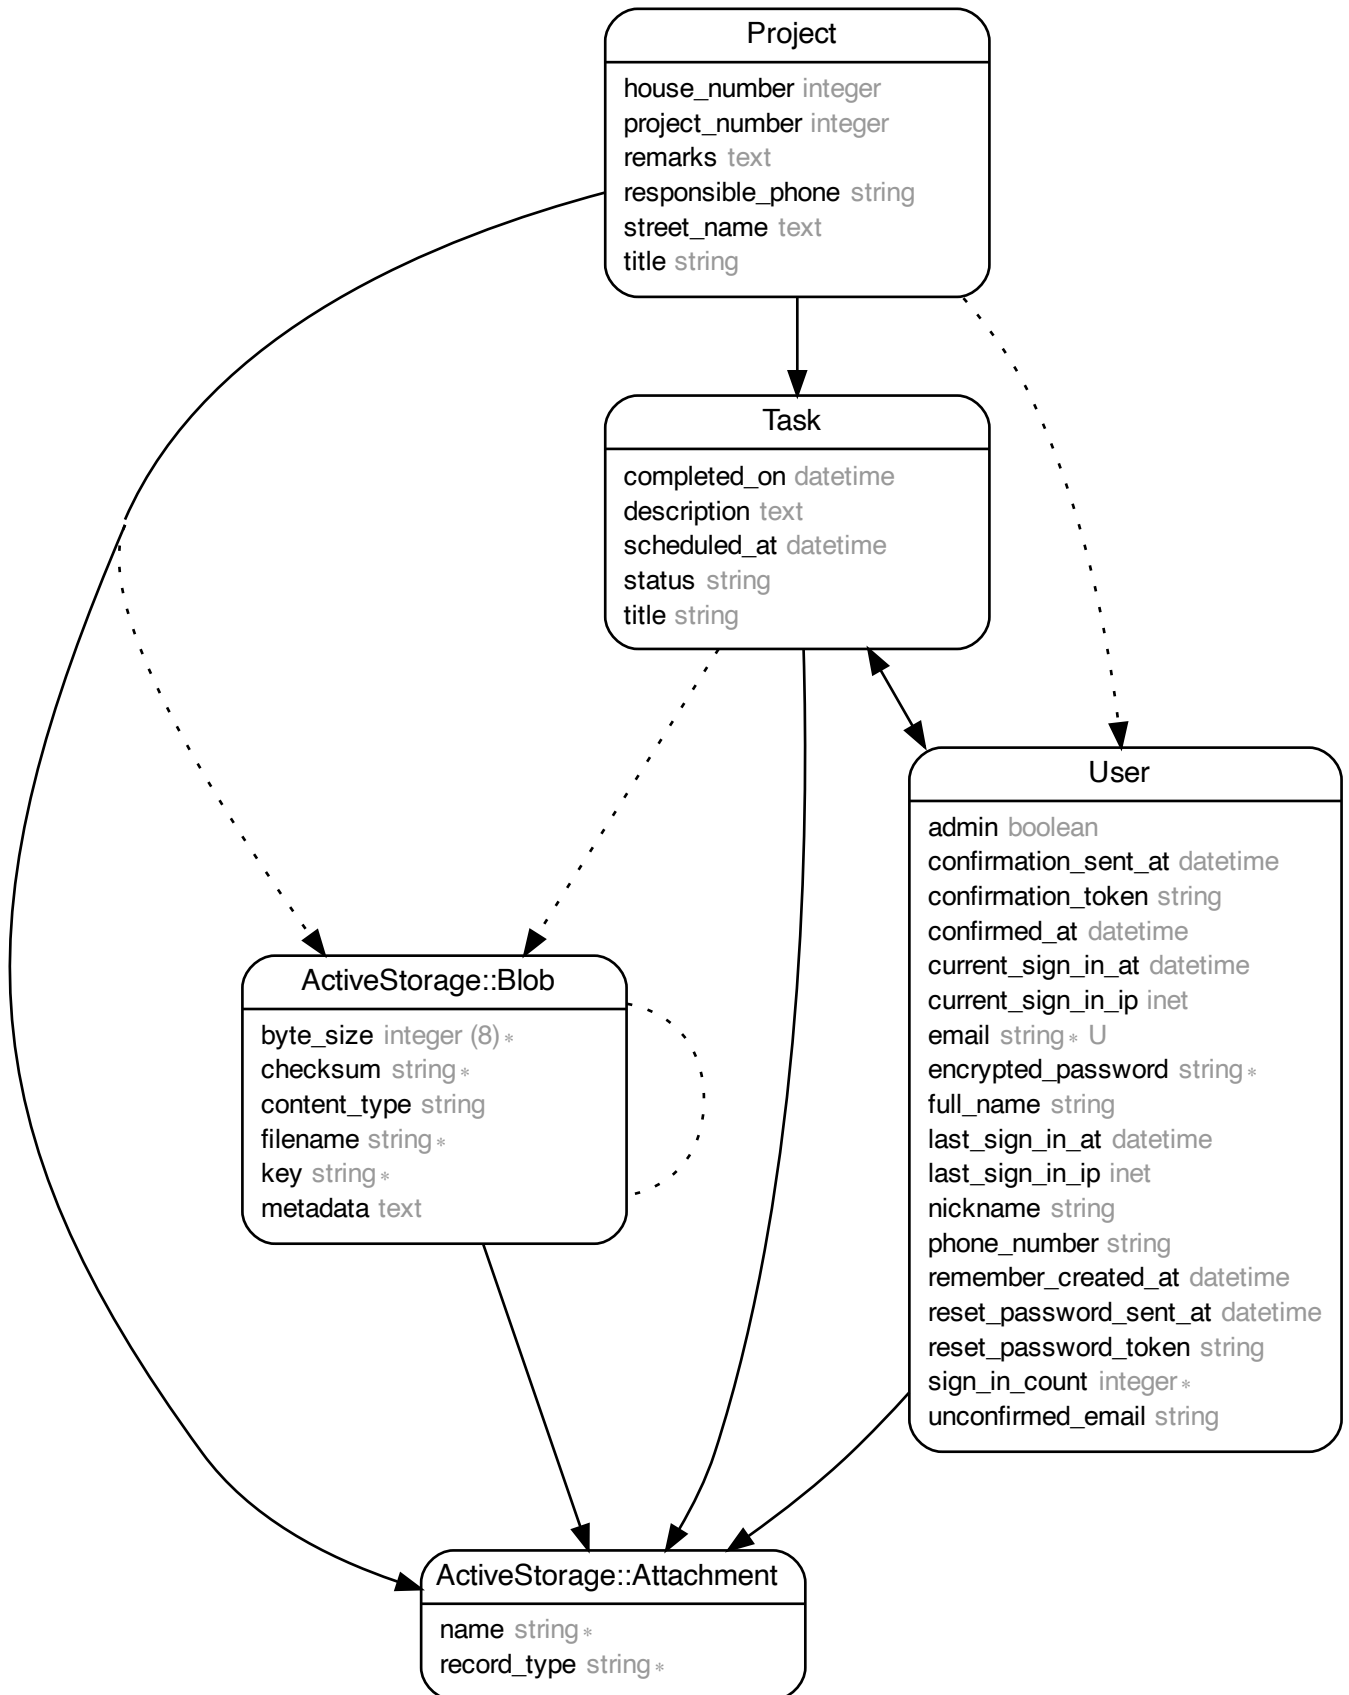 Project
house_number integer
project_number integer
remarks text
responsible_phone string
street_name text
title string
Task
completed_on datetime
description text
scheduled_at datetime
status string
title string
User
admin boolean
confirmation_sent_at datetime
confirmation_token string
confirmed_at datetime
current_sign_in_at datetime
current_sign_in_ip inet
email string* U
encrypted_password string*
full_name string
last_sign_in_at datetime
last_sign_in_ip inet
nickname string
phone_number string
remember_created_at datetime
reset_password_sent_at datetime
reset_password_token string
sign_in_count integer*
unconfirmed_email string
ActiveStorage::Blob
byte_size integer (8)*
checksum string*
content_type string
filename string*
key string*
metadata text
ActiveStorage::Attachment
name string*
record_type string*